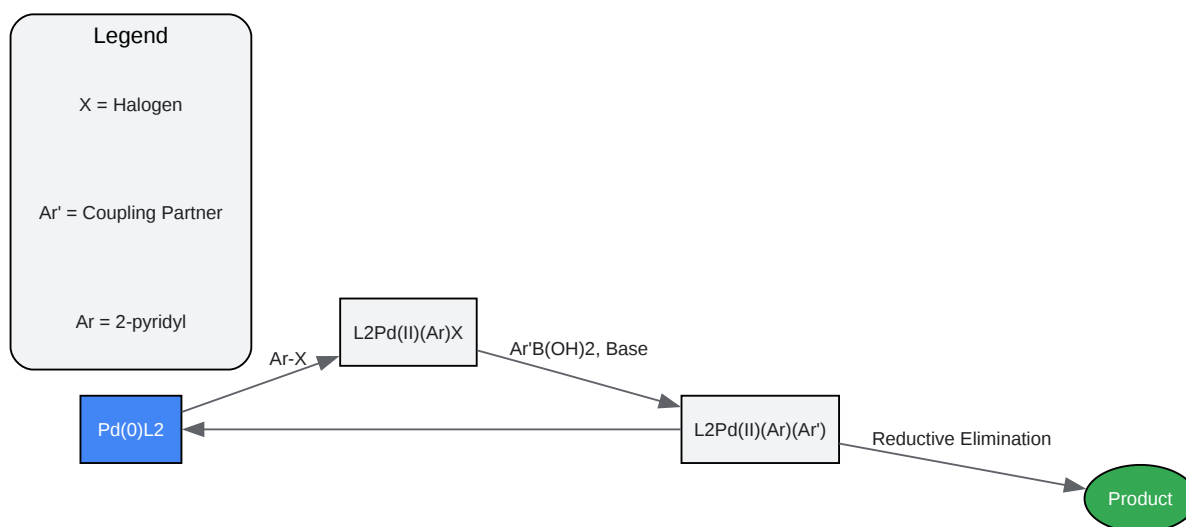 Legend
X = Halogen
Ar' = Coupling Partner
Ar = 2-pyridyl
L2Pd(II)(Ar)X
Ar-X
Ar'B(OH)2, Base
Pd(0)L2
L2Pd(II)(Ar)(Ar')
Reductive Elimination
Product